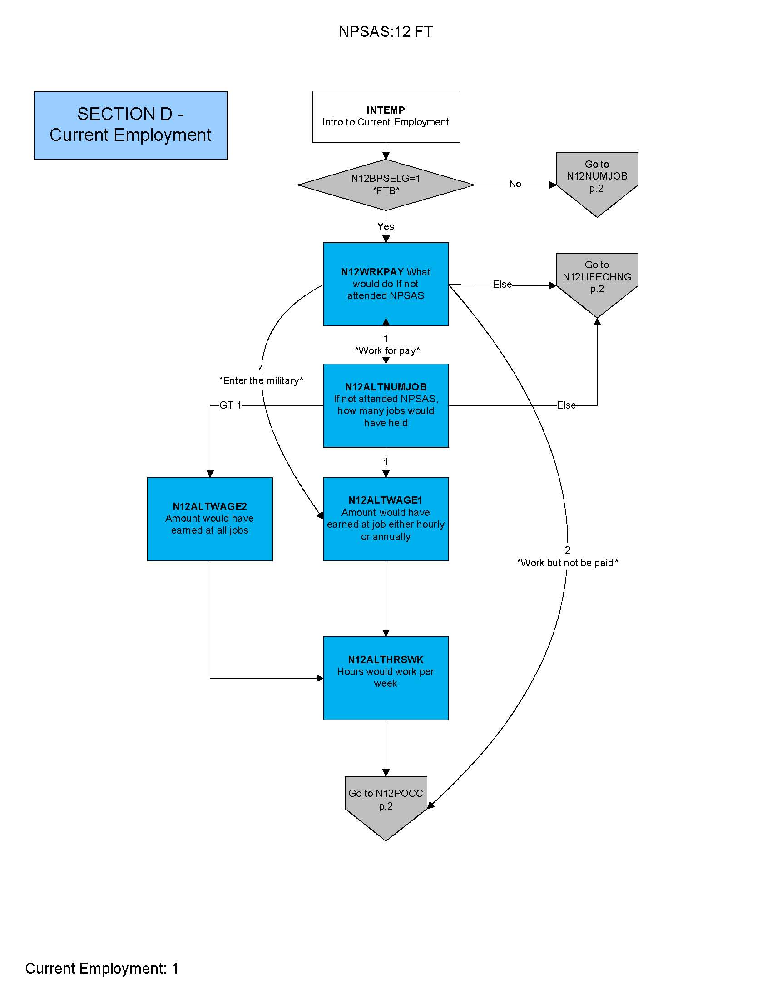 NPSAS:12 FT
SECTION D -
Current Employment
INTEMP
Intro to Current Employment
N12BPSELG=1
*FTB*
No
Go to
N12NUMJOB
p.2
Yes
N12WRKPAY What
would do If not
attended NPSAS
Else
Go to
N12LIFECHNG
p.2
1
*Work for pay*
4
“Enter the military*
N12ALTNUMJOB
If not attended NPSAS,
how many jobs would
have held
GT 1
Else
1
N12ALTWAGE2
Amount would have
earned at all jobs
N12ALTWAGE1
Amount would have
earned at job either hourly
or annually
2
*Work but not be paid*
N12ALTHRSWK
Hours would work per
week
Go to N12POCC
p.2
Current Employment: 1